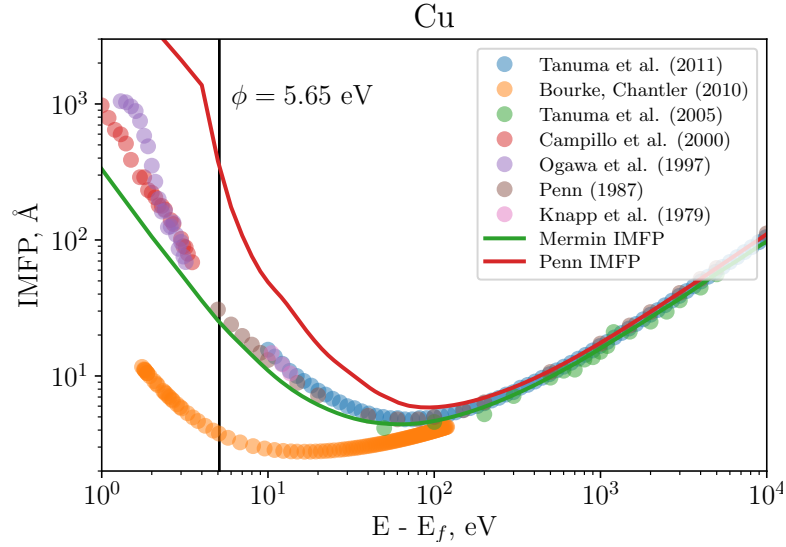 Cu
ϕ = 5.65 eV
Tanuma et al. (2011)
Bourke, Chantler (2010)
Tanuma et al. (2005)
Campillo et al. (2000)
Ogawa et al. (1997)
Penn (1987)
Knapp et al. (1979)
Mermin IMFP
Penn IMFP
IMFP, Å
10³
10²
10¹
10⁰ 10¹ 10² 10³ 10⁴
E - E_f, eV